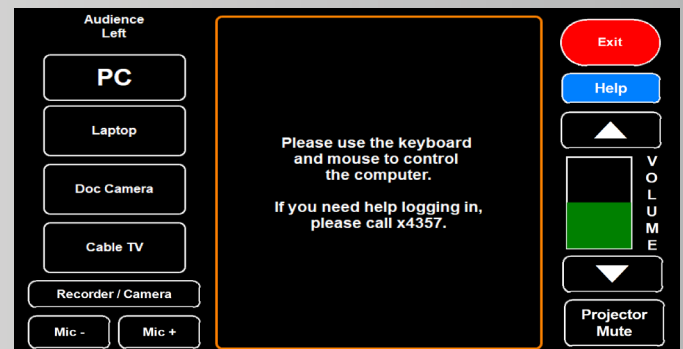 Audience
Left
PC
Laptop
Doc Camera
Cable TV
Recorder / Camera
Mic -
Mic +
Please use the keyboard
and mouse to control
the computer.
If you need help logging in,
please call x4357.
Exit
Help
VOLUME
Projector
Mute